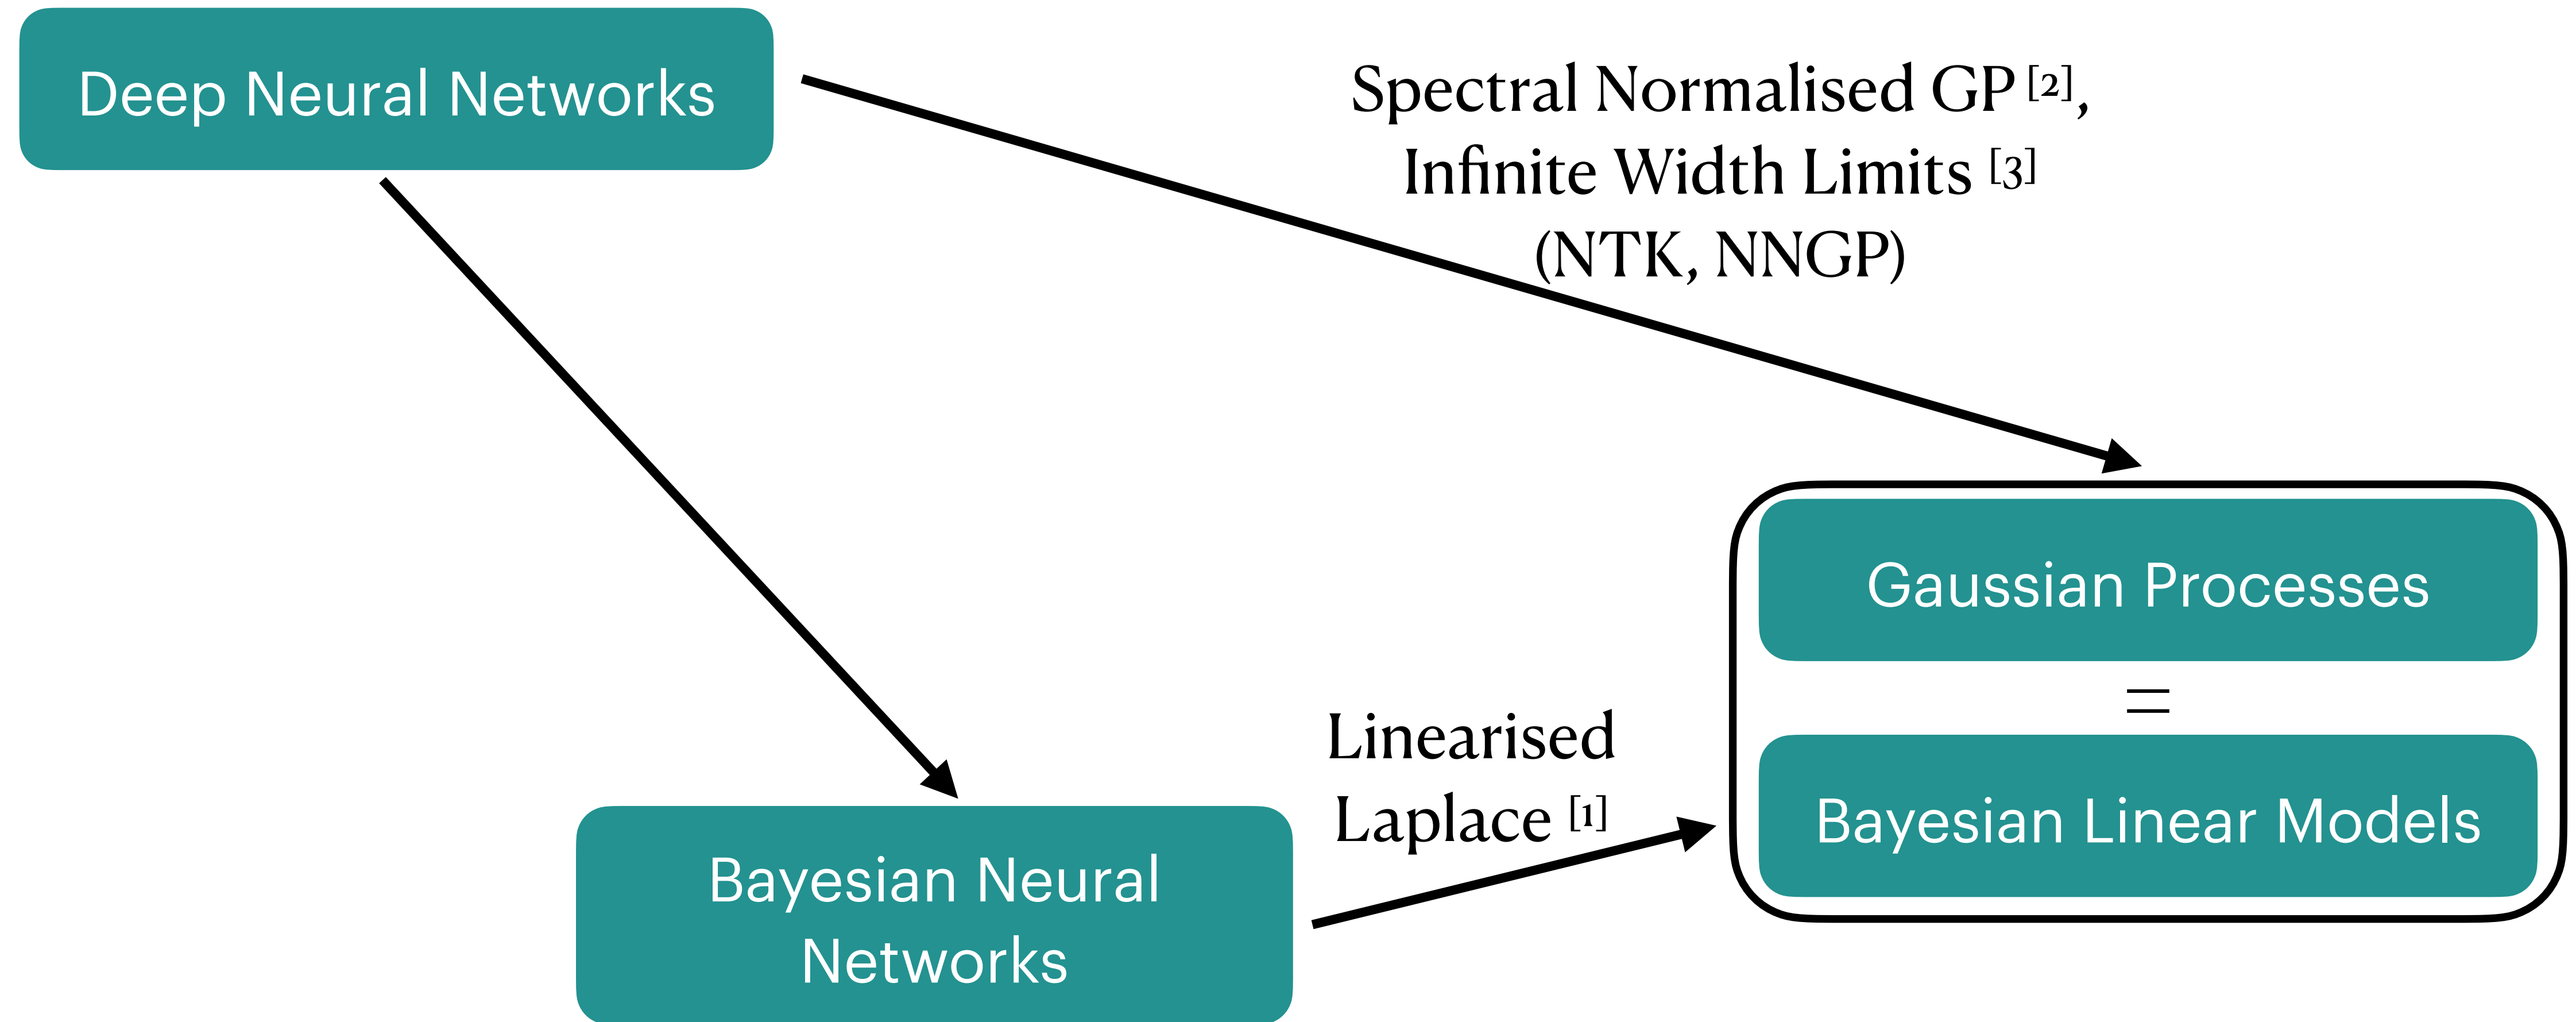 Deep Neural Networks
Spectral Normalised GP [2],
Infinite Width Limits [3]
(NTK, NNGP)
Gaussian Processes
=
Bayesian Linear Models
Linearised
Laplace [1]
Bayesian Neural
Networks